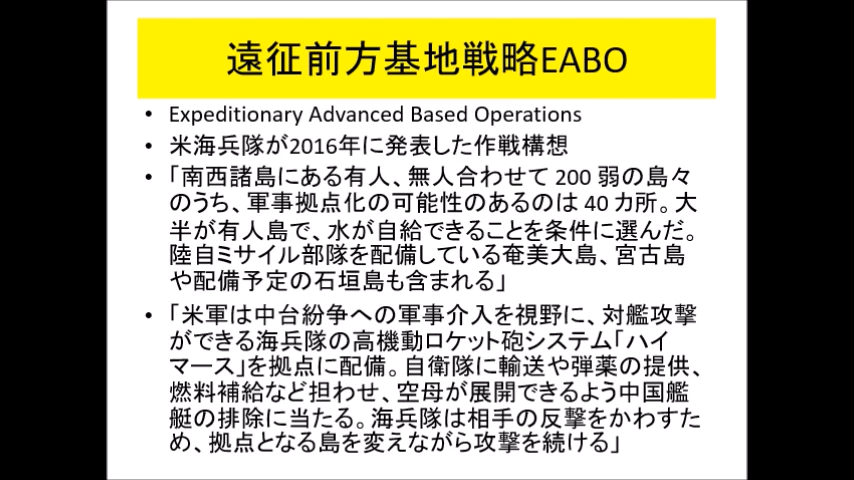 遠征前方基地戦略EABO
• Expeditionary Advanced Based Operations
• 米海兵隊が2016年に発表した作戦構想
• 「南西諸島にある有人、無人合わせて 200 弱の島々
のうち、軍事拠点化の可能性のあるのは 40 カ所。大
半が有人島で、水が自給できることを条件に選んだ。
陸自ミサイル部隊を配備している奄美大島、宮古島
や配備予定の石垣島も含まれる」
• 「米軍は中台紛争への軍事介入を視野に、対艦攻撃
ができる海兵隊の高機動ロケット砲システム「ハイ
マース」を拠点に配備。自衛隊に輸送や弾薬の提供、
燃料補給など担わせ、空母が展開できるよう中国艦
艇の排除に当たる。海兵隊は相手の反撃をかわすた
め、拠点となる島を変えながら攻撃を続ける」